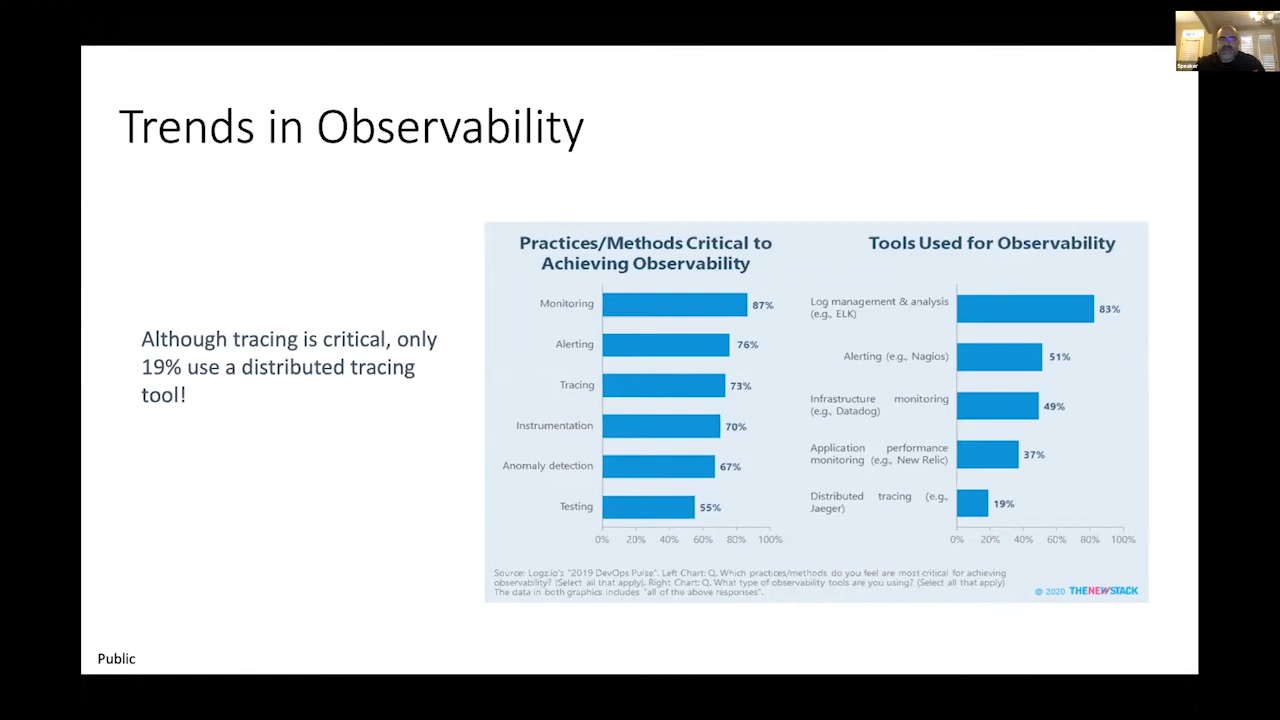 Speaker
Trends in Observability
Although tracing is critical, only
19% use a distributed tracing
tool!
Practices/Methods Critical to
Achieving Observability
Monitoring 87%
Alerting 76%
Tracing 73%
Instrumentation 70%
Anomaly detection 67%
Testing 55%
0% 20% 40% 60% 80% 100%
Tools Used for Observability
Log management & analysis
(e.g., ELK) 83%
Alerting (e.g., Nagios) 51%
Infrastructure monitoring
(e.g., Datadog) 49%
Application performance
monitoring (e.g., New Relic) 37%
Distributed tracing (e.g.,
Jaeger) 19%
0% 20% 40% 60% 80% 100%
Source: Logz.io's "2019 DevOps Pulse". Left Chart: Q. Which practices/methods do you feel are most critical for achieving
observability? (Select all that apply). Right Chart: Q. What type of observability tools are you using? (Select all that apply)
The data in both graphics includes "all of the above responses".
© 2020 THENEWSTACK
Public